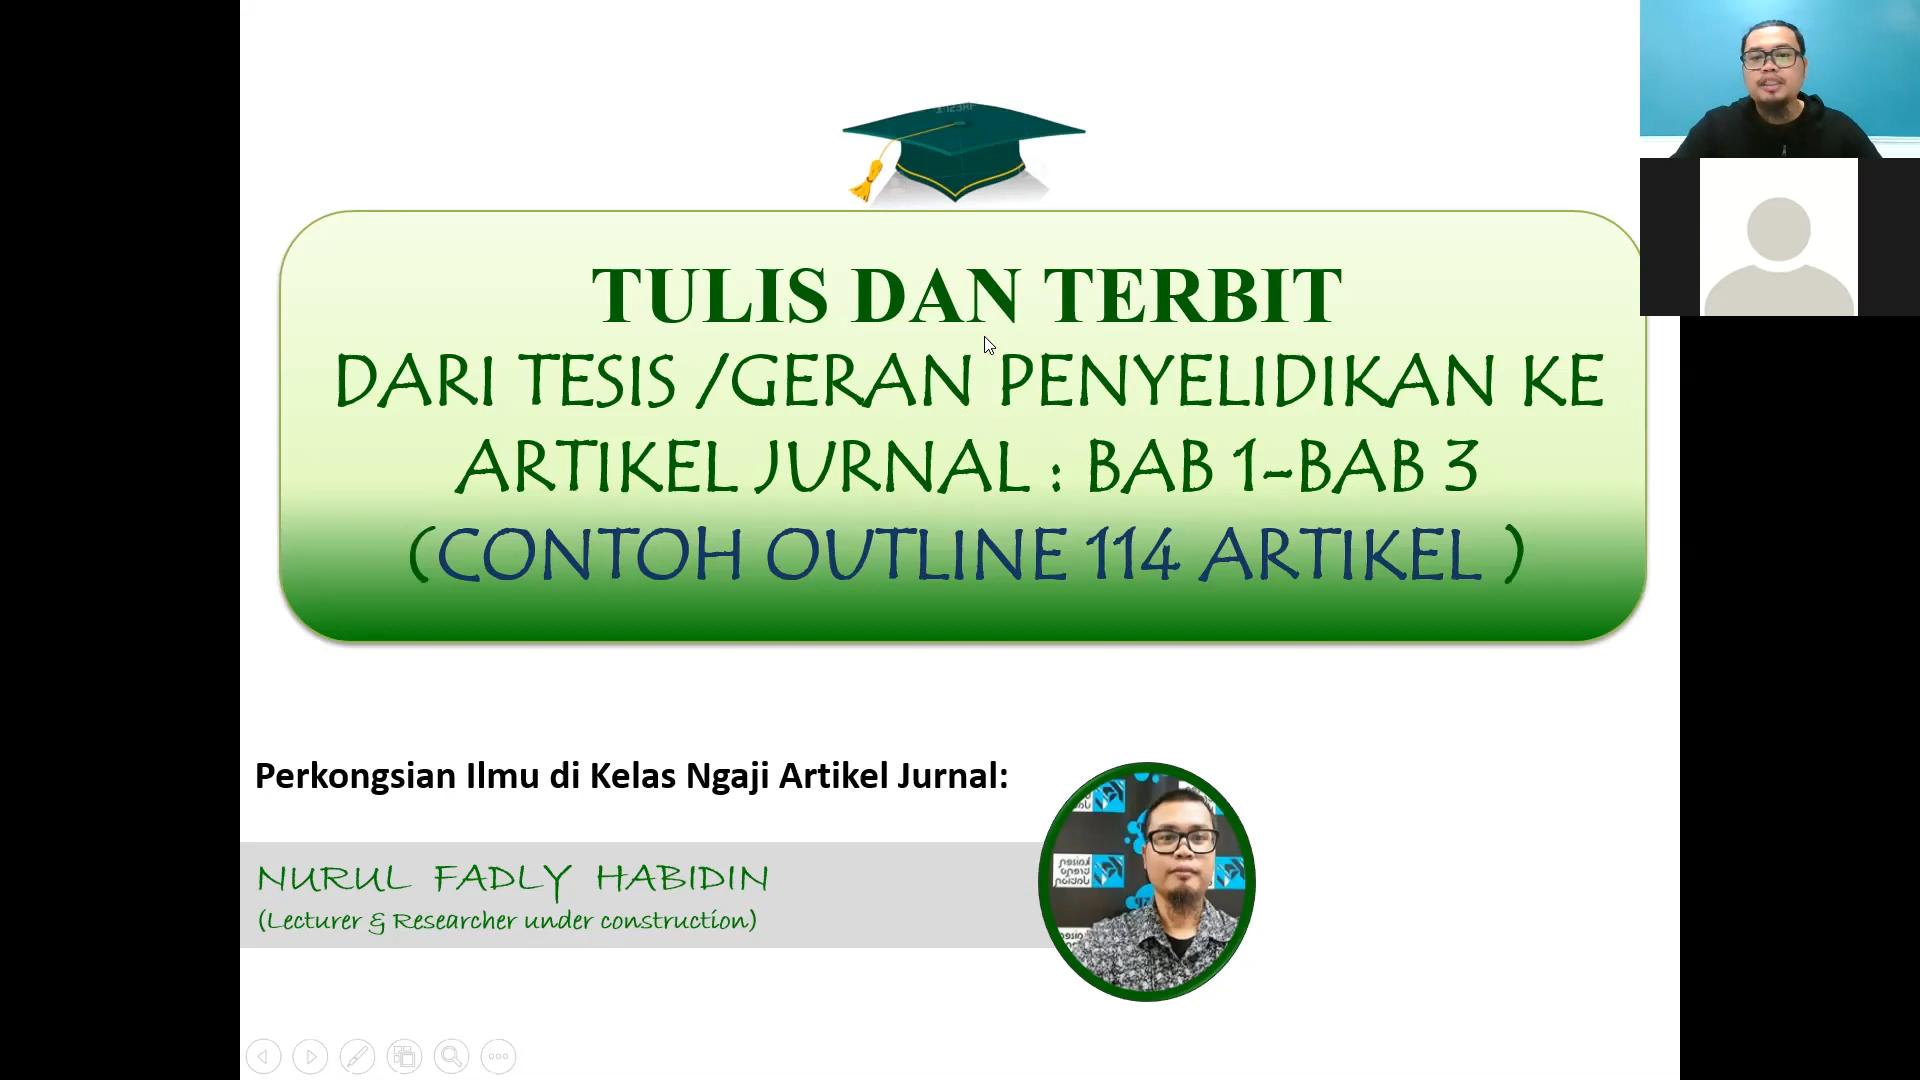 TULIS DAN TERBIT
DARI TESIS /GERAN PENYELIDIKAN KE
ARTIKEL JURNAL : BAB 1-BAB 3
(CONTOH OUTLINE 114 ARTIKEL )
Perkongsian Ilmu di Kelas Ngaji Artikel Jurnal:
NURUL FADLY HABIDIN
(Lecturer & Researcher under construction)